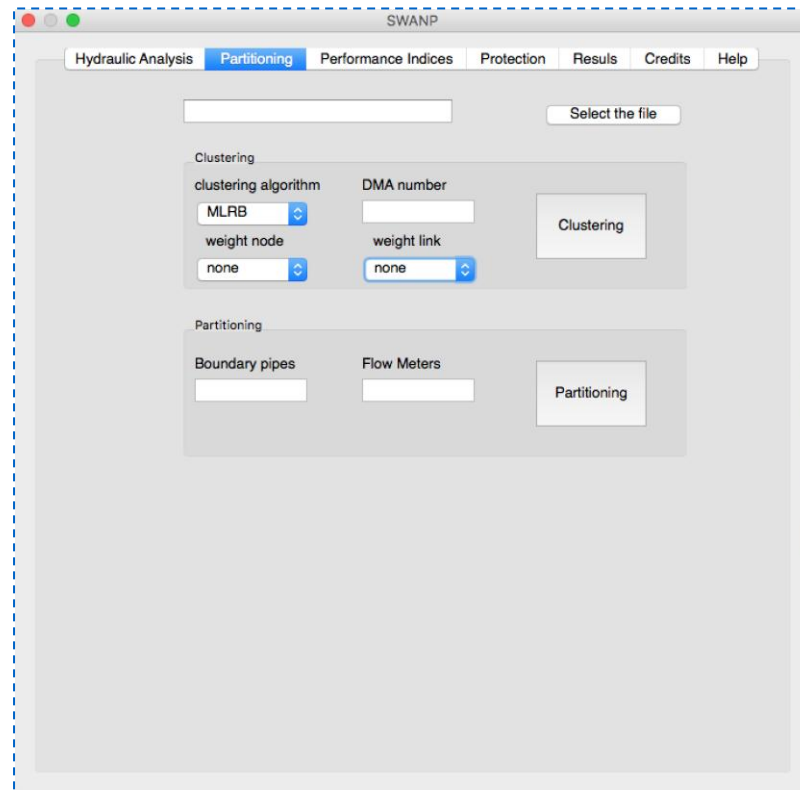 SWANP
Hydraulic Analysis Partitioning Performance Indices Protection Resuls Credits Help
Select the file
Clustering
clustering algorithm DMA number
MLRB
Clustering
weight node weight link
none none
Partitioning
Boundary pipes Flow Meters
Partitioning